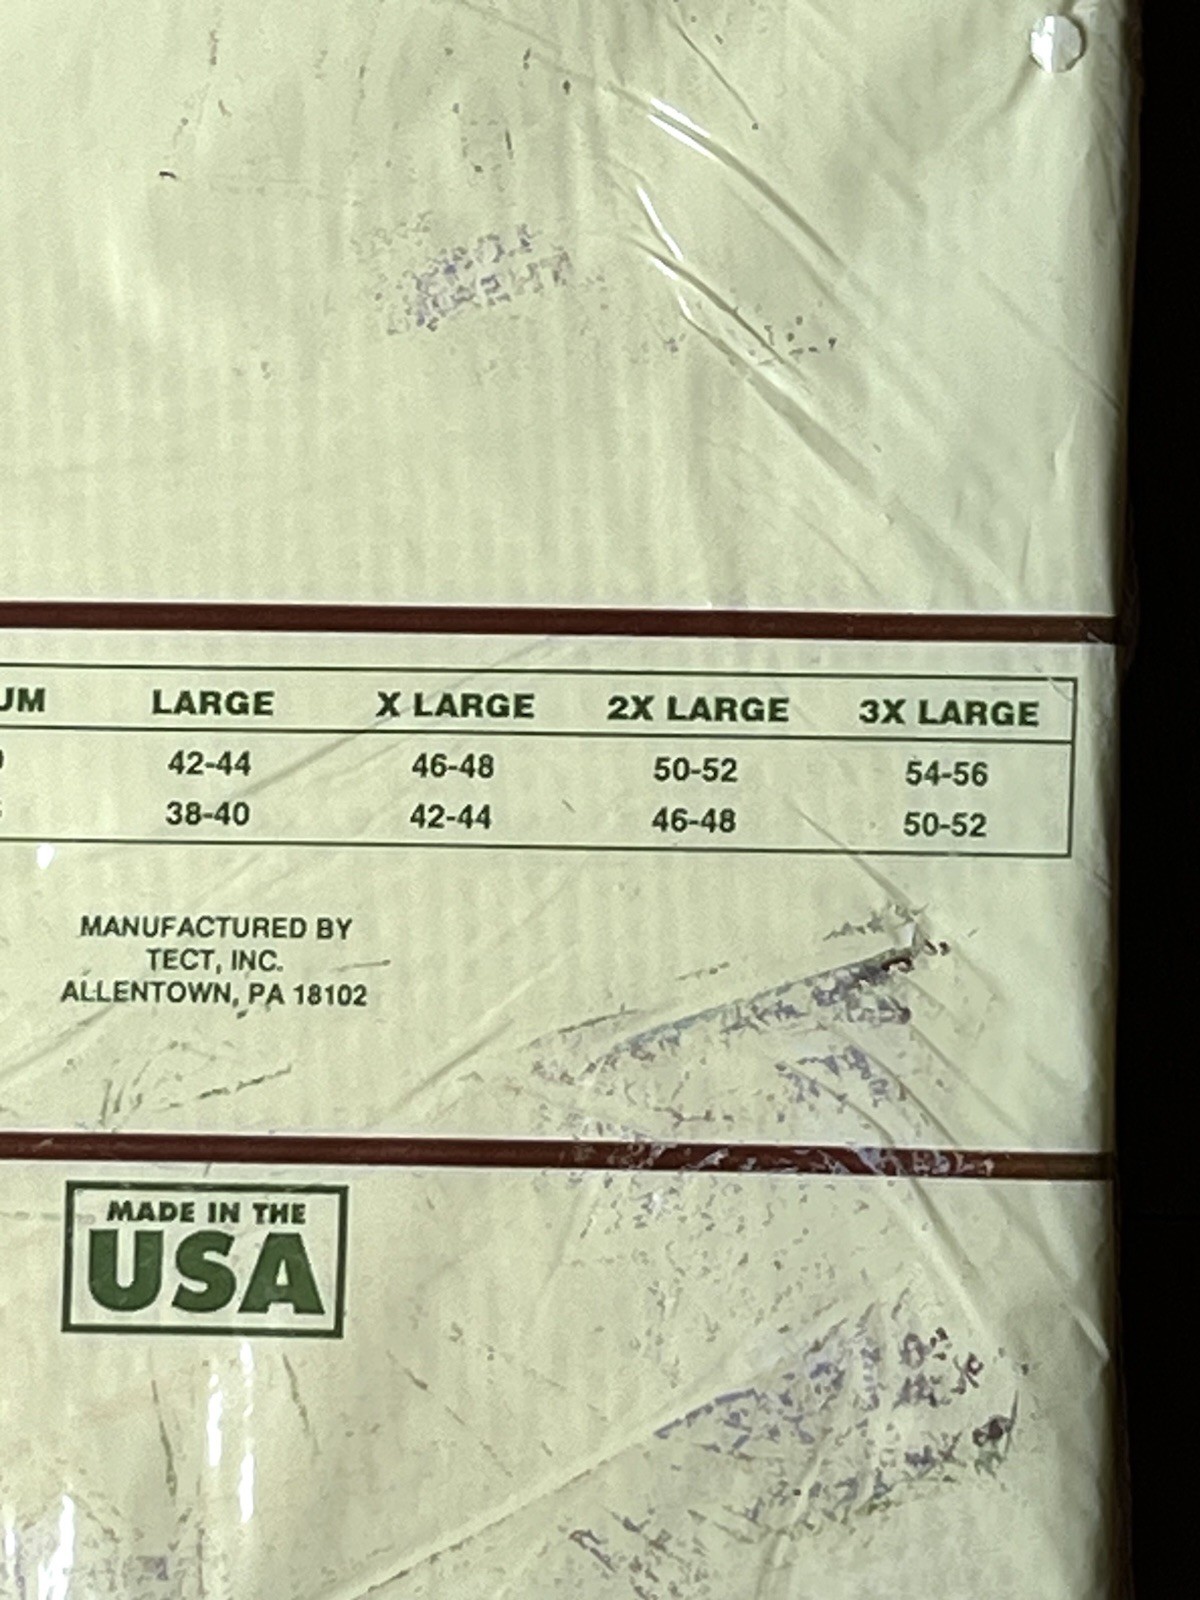 UM LARGE X LARGE 2X LARGE 3X LARGE
42-44 46-48 50-52 54-56
38-40 42-44 46-48 50-52
MANUFACTURED BY
TECT, INC.
ALLENTOWN, PA 18102
MADE IN THE
USA